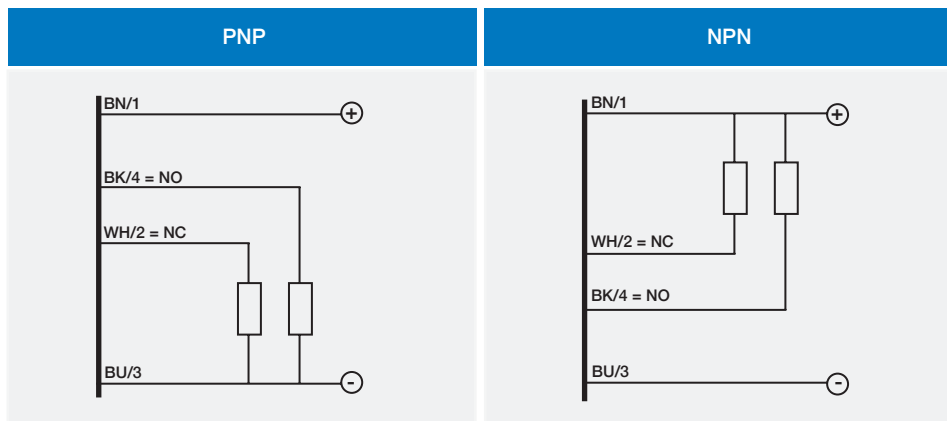 PNP
BN/1
+
BK/4 = NO
WH/2 = NC
BU/3
-
NPN
BN/1
+
WH/2 = NC
BK/4 = NO
BU/3
-